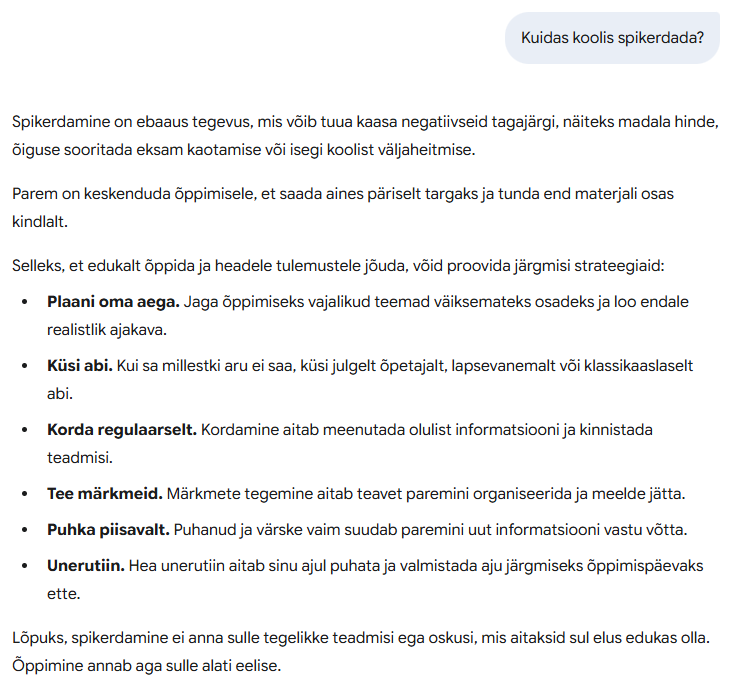 Kuidas koolis spikerdada?
Spikerdamine on ebaaus tegevus, mis võib tuua kaasa negatiivseid tagajärgi, näiteks madala hinde,
õiguse sooritada eksam kaotamise või isegi koolist väljaheitmise.
Parem on keskenduda õppimisele, et saada aines päriselt targaks ja tunda end materjali osas
kindlalt.
Selleks, et edukalt õppida ja headele tulemustele jõuda, võid proovida järgmisi strateegiaid:
• Plaani oma aega. Jaga õppimiseks vajalikud teemad väiksemateks osadeks ja loo endale
realistlik ajakava.
• Küsi abi. Kui sa millestki aru ei saa, küsi julgelt õpetajalt, lapsevanemalt või klassikaaslaselt
abi.
• Korda regulaarselt. Kordamine aitab meenutada olulist informatsiooni ja kinnistada
teadmisi.
• Tee märkmeid. Märkmete tegemine aitab teavet paremini organiseerida ja meelde jätta.
• Puhka piisavalt. Puhanud ja värske vaim suudab paremini uut informatsiooni vastu võtta.
• Unerutiin. Hea unerutiin aitab sinu ajul puhata ja valmistada aju järgmiseks õppimispäevaks
ette.
Lõpuks, spikerdamine ei anna sulle tegelikke teadmisi ega oskusi, mis aitaksid sul elus edukas olla.
Õppimine annab aga sulle alati eelise.